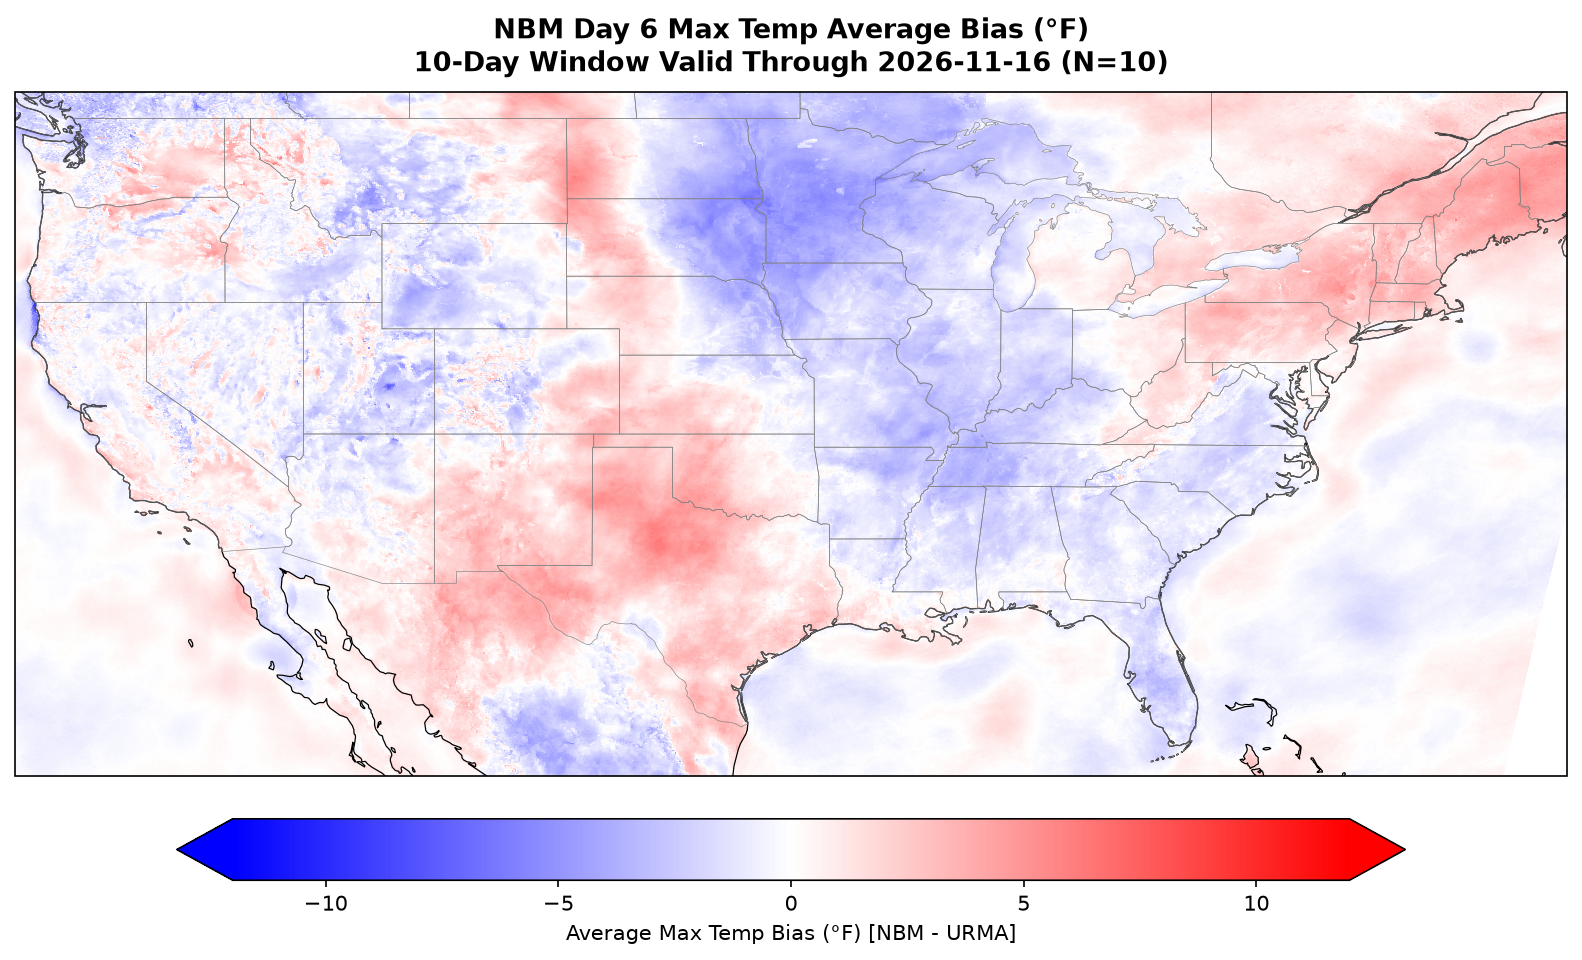 NBM Day 6 Max Temp Average Bias (°F)
10-Day Window Valid Through 2026-11-16 (N=10)
−10 −5 0 5 10
Average Max Temp Bias (°F) [NBM - URMA]